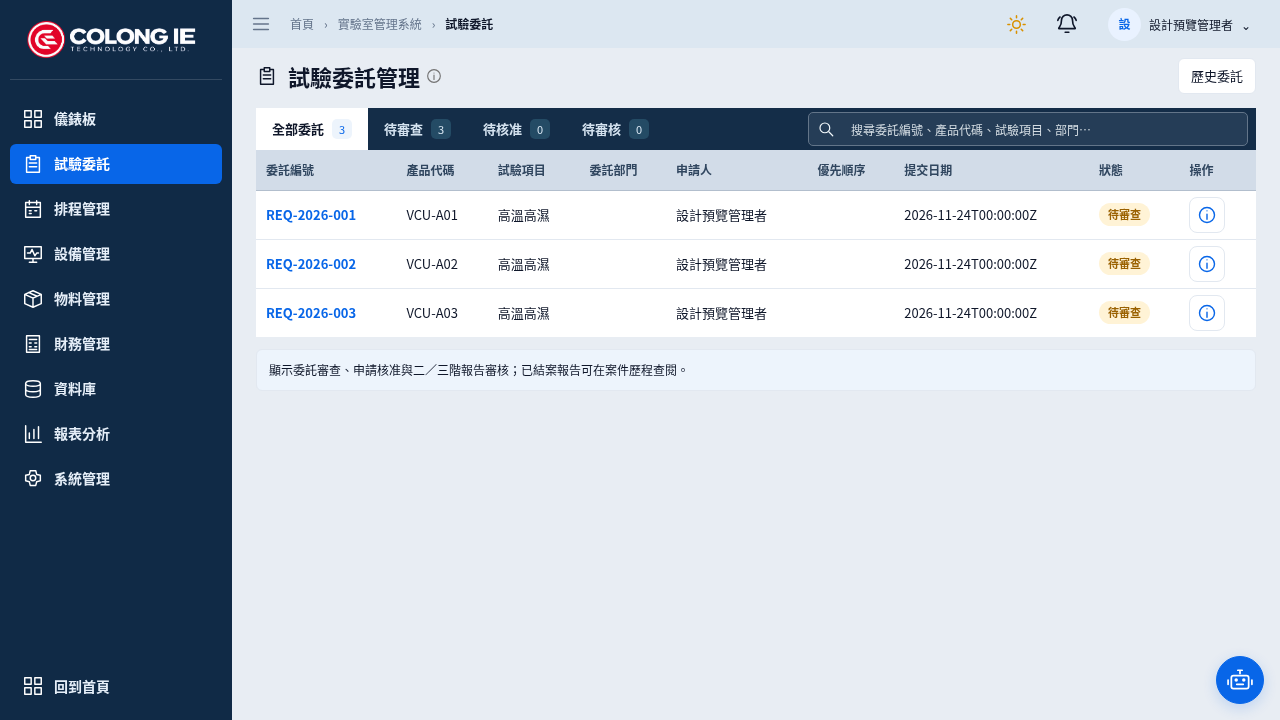 COLONG IE
TECHNOLOGY CO., LTD.
儀錶板
試驗委託
排程管理
設備管理
物料管理
財務管理
資料庫
報表分析
系統管理
回到首頁
首頁 › 實驗室管理系統 › 試驗委託
設 設計預覽管理者
試驗委託管理
歷史委託
全部委託 3 待審查 3 待核准 0 待審核 0
搜尋委託編號、產品代碼、試驗項目、部門…
委託編號 產品代碼 試驗項目 委託部門 申請人 優先順序 提交日期 狀態 操作
REQ-2026-001 VCU-A01 高溫高濕 設計預覽管理者 2026-11-24T00:00:00Z 待審查
REQ-2026-002 VCU-A02 高溫高濕 設計預覽管理者 2026-11-24T00:00:00Z 待審查
REQ-2026-003 VCU-A03 高溫高濕 設計預覽管理者 2026-11-24T00:00:00Z 待審查
顯示委託審查、申請核准與二／三階報告審核；已結案報告可在案件歷程查閱。